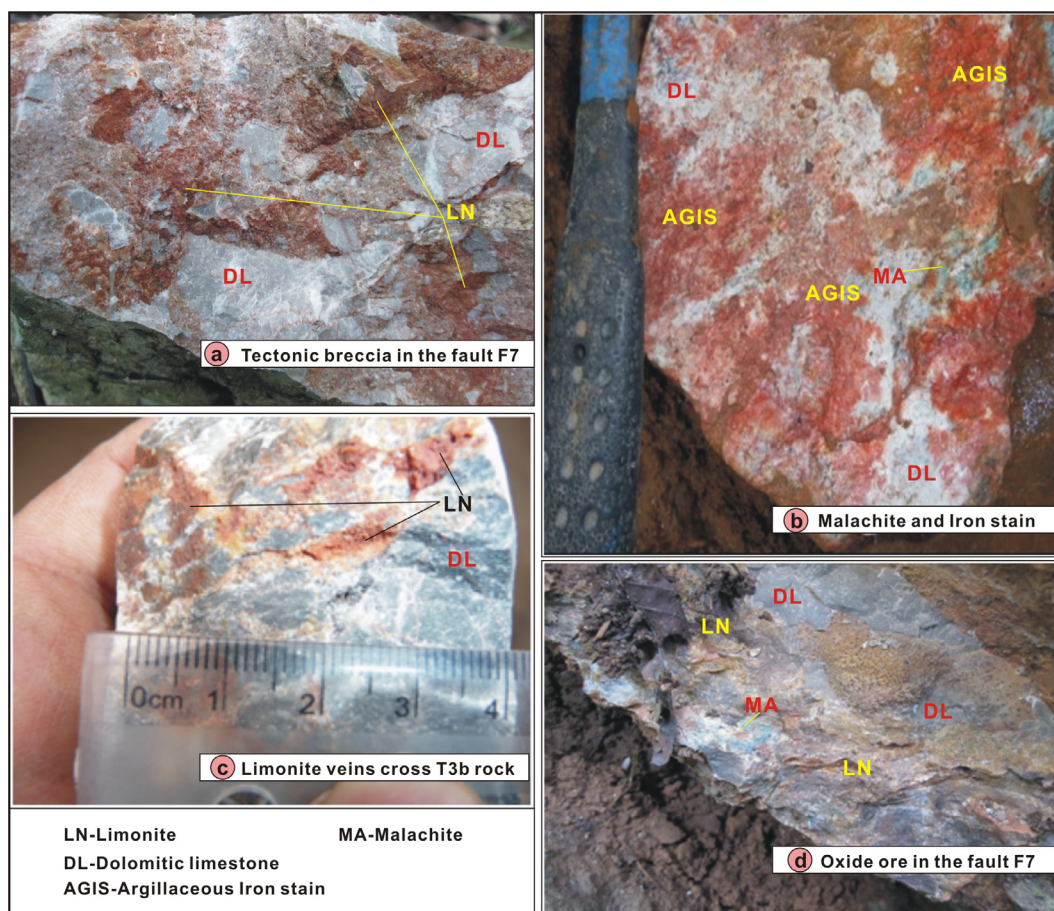 DL
LN
DL
a Tectonic breccia in the fault F7
AGIS
DL
AGIS
MA
AGIS
DL
b Malachite and Iron stain
LN
DL
0cm 1 2 3 4
c Limonite veins cross T3b rock
DL
LN
MA
DL
LN
d Oxide ore in the fault F7
LN-Limonite MA-Malachite
DL-Dolomitic limestone
AGIS-Argillaceous Iron stain